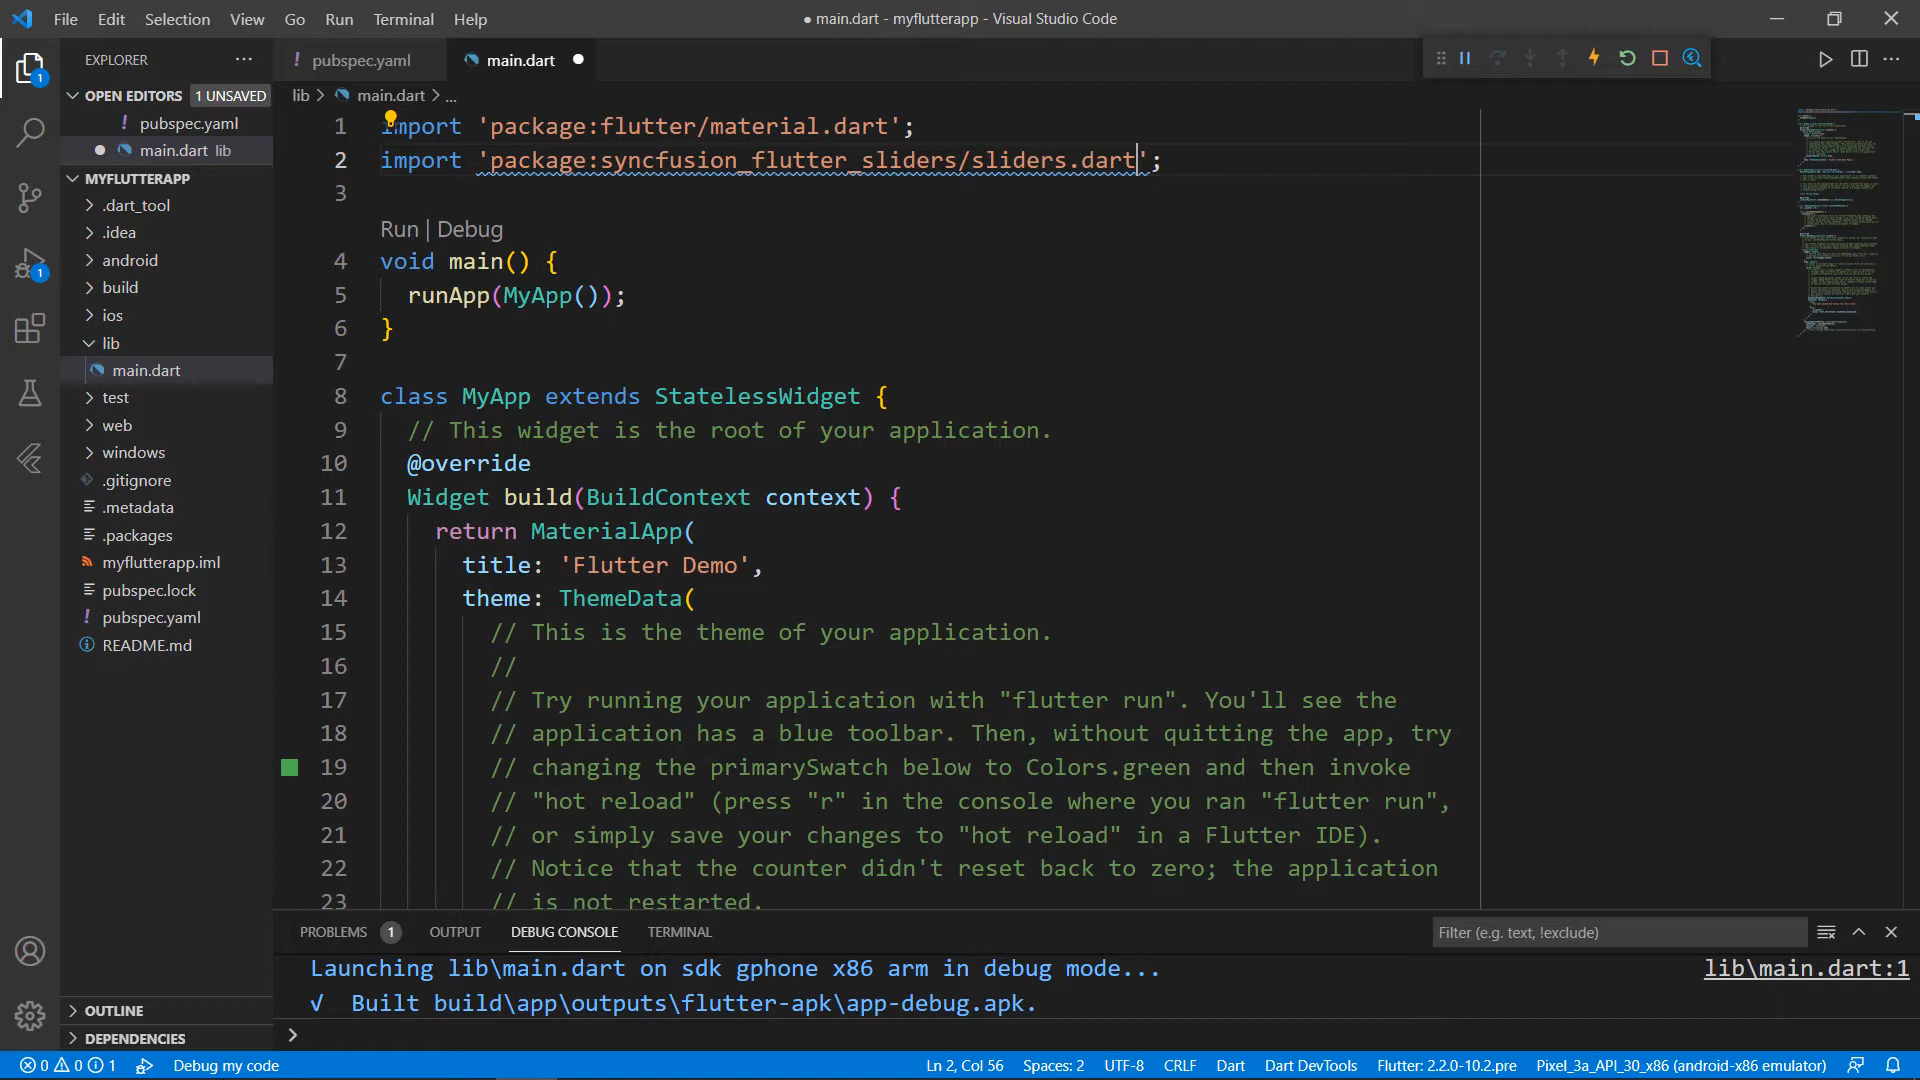 File Edit Selection View Go Run Terminal Help
● main.dart - myflutterapp - Visual Studio Code
EXPLORER
OPEN EDITORS 1 UNSAVED
! pubspec.yaml
main.dart lib
MYFLUTTERAPP
.dart_tool
.idea
android
build
ios
lib
main.dart
test
web
windows
.gitignore
.metadata
.packages
myflutterapp.iml
pubspec.lock
! pubspec.yaml
README.md
OUTLINE
DEPENDENCIES
1
1
! pubspec.yaml
main.dart
lib > main.dart > ...
1 import 'package:flutter/material.dart';
2 import 'package:syncfusion_flutter_sliders/sliders.dart';
3
Run | Debug
4 void main() {
5 runApp(MyApp());
6 }
7
8 class MyApp extends StatelessWidget {
9 // This widget is the root of your application.
10 @override
11 Widget build(BuildContext context) {
12 return MaterialApp(
13 title: 'Flutter Demo',
14 theme: ThemeData(
15 // This is the theme of your application.
16 //
17 // Try running your application with "flutter run". You'll see the
18 // application has a blue toolbar. Then, without quitting the app, try
19 // changing the primarySwatch below to Colors.green and then invoke
20 // "hot reload" (press "r" in the console where you ran "flutter run",
21 // or simply save your changes to "hot reload" in a Flutter IDE).
22 // Notice that the counter didn't reset back to zero; the application
23 // is not restarted.
PROBLEMS 1 OUTPUT DEBUG CONSOLE TERMINAL
Filter (e.g. text, !exclude)
Launching lib\main.dart on sdk gphone x86 arm in debug mode...
lib\main.dart:1
√ Built build\app\outputs\flutter-apk\app-debug.apk.
0 0 1 Debug my code
Ln 2, Col 56 Spaces: 2 UTF-8 CRLF Dart Dart DevTools Flutter: 2.2.0-10.2.pre Pixel_3a_API_30_x86 (android-x86 emulator)